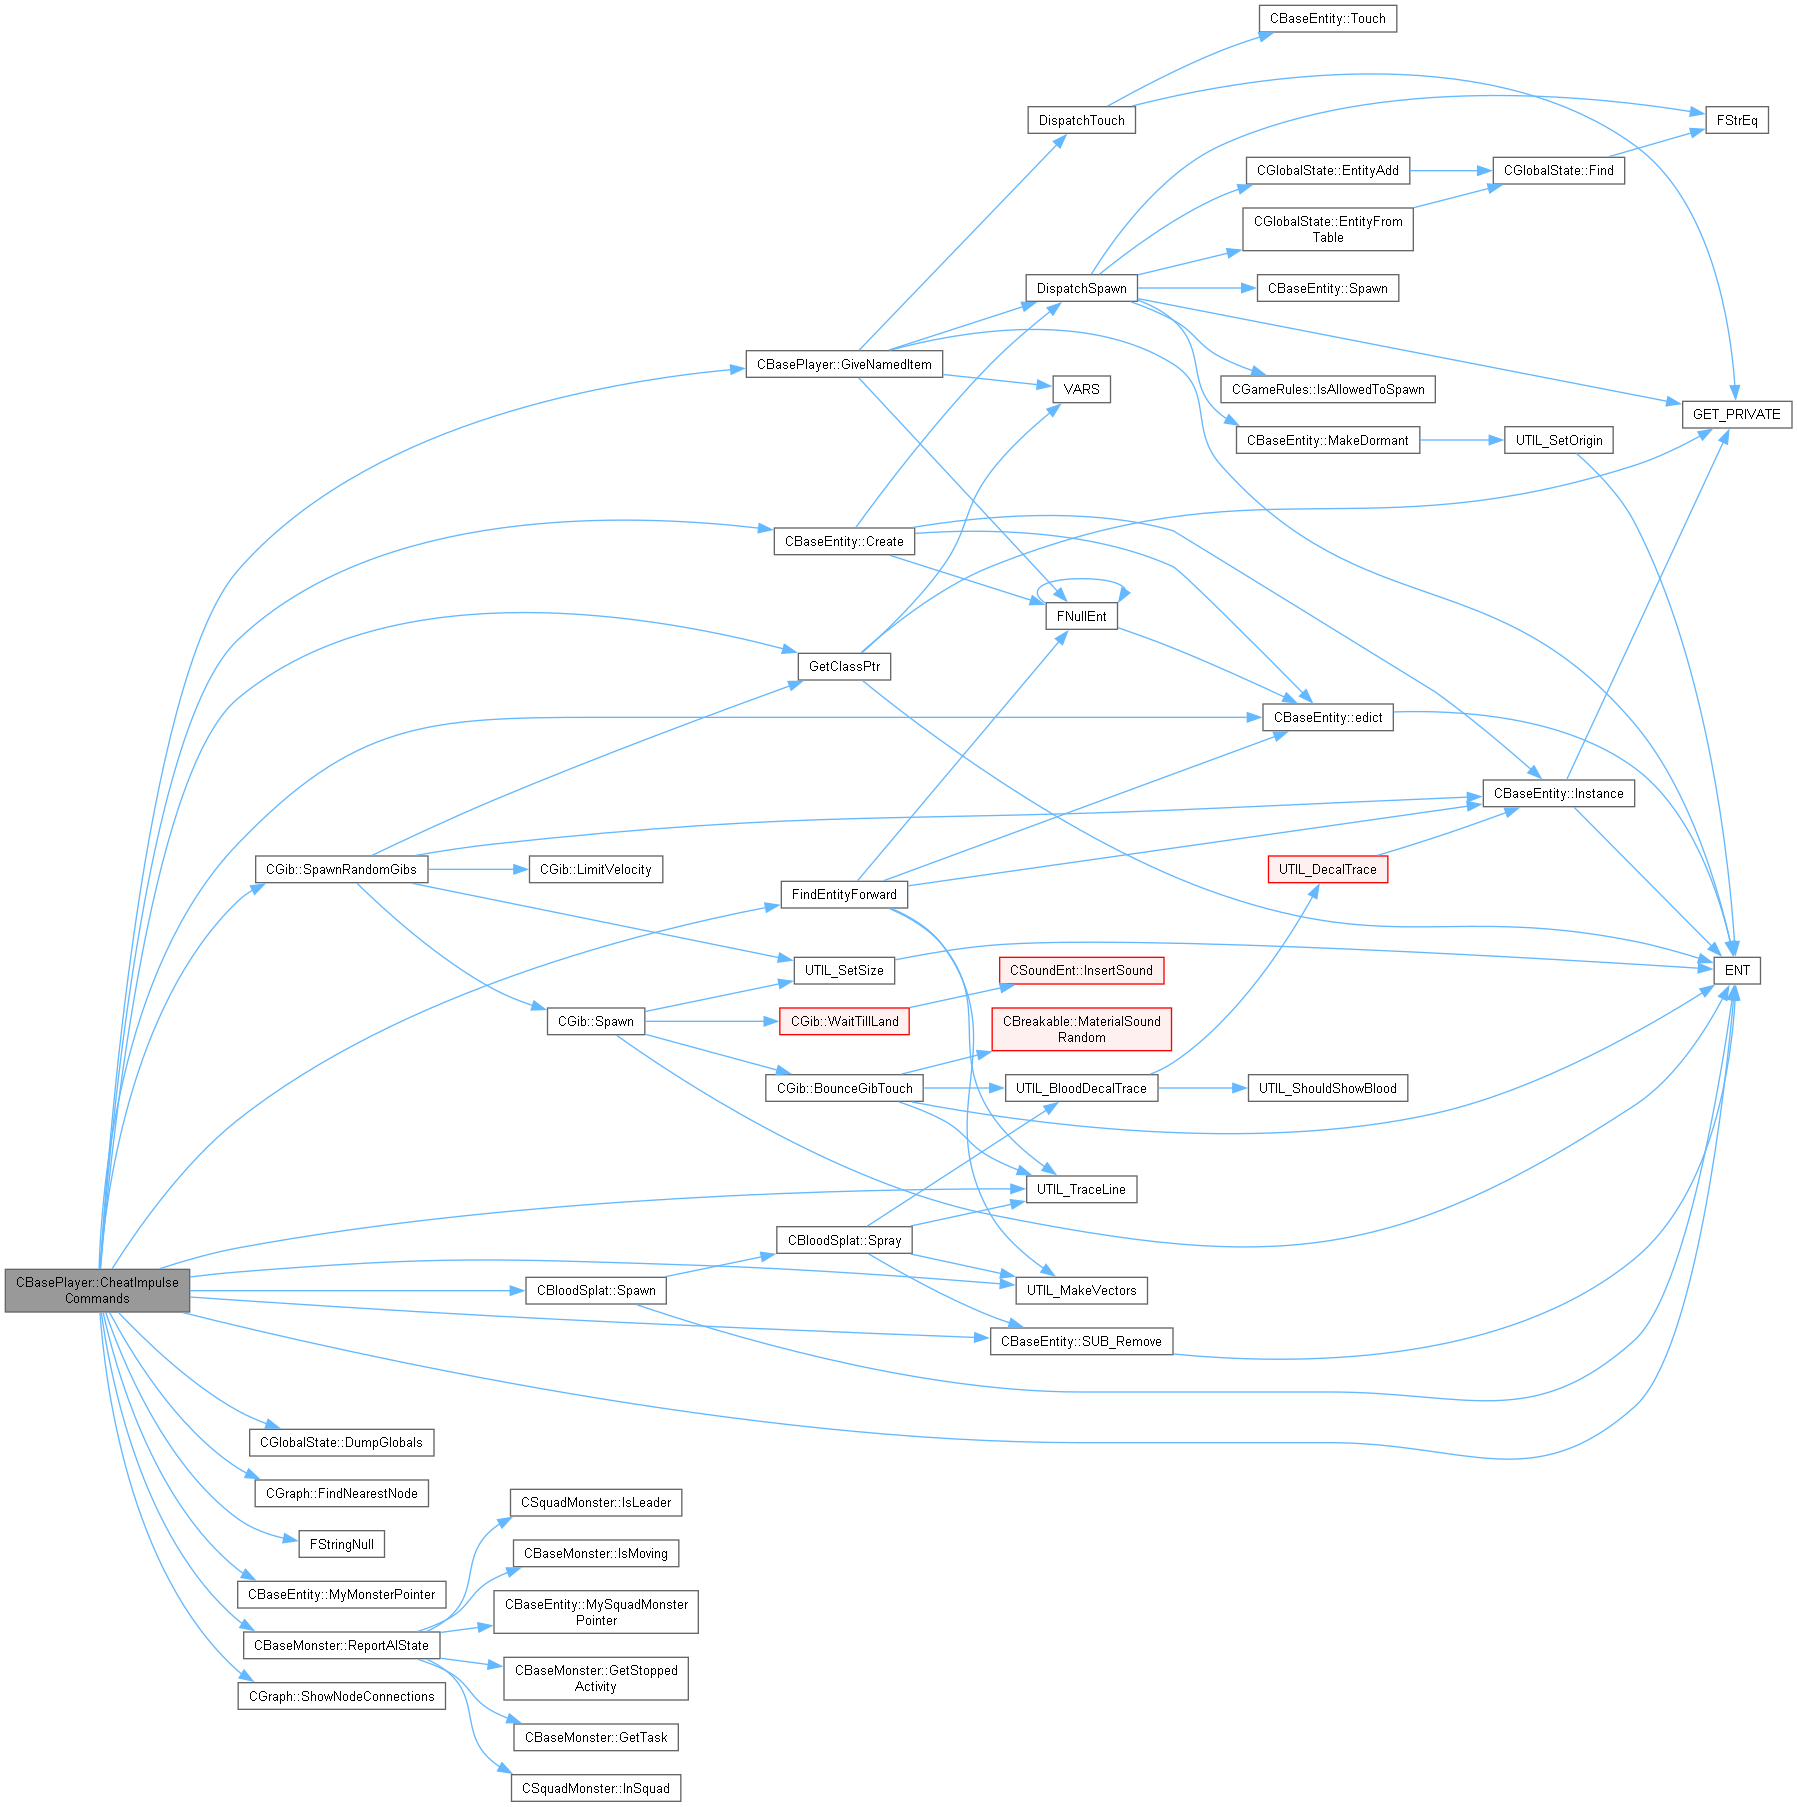 CBaseEntity::Touch
DispatchTouch
FStrEq
CGlobalState::EntityAdd
CGlobalState::Find
CGlobalState::EntityFrom
Table
DispatchSpawn
CBaseEntity::Spawn
CBasePlayer::GiveNamedItem
VARS
CGameRules::IsAllowedToSpawn
GET_PRIVATE
CBaseEntity::MakeDormant
UTIL_SetOrigin
CBaseEntity::Create
FNullEnt
GetClassPtr
CBaseEntity::edict
CBaseEntity::Instance
CGib::SpawnRandomGibs
CGib::LimitVelocity
UTIL_DecalTrace
FindEntityForward
UTIL_SetSize
CSoundEnt::InsertSound
ENT
CGib::Spawn
CGib::WaitTillLand
CBreakable::MaterialSound
Random
CGib::BounceGibTouch
UTIL_BloodDecalTrace
UTIL_ShouldShowBlood
UTIL_TraceLine
CBloodSplat::Spray
CBasePlayer::CheatImpulse
Commands
CBloodSplat::Spawn
UTIL_MakeVectors
CBaseEntity::SUB_Remove
CGlobalState::DumpGlobals
CGraph::FindNearestNode
CSquadMonster::IsLeader
FStringNull
CBaseMonster::IsMoving
CBaseEntity::MyMonsterPointer
CBaseEntity::MySquadMonster
Pointer
CBaseMonster::ReportAIState
CBaseMonster::GetStopped
Activity
CGraph::ShowNodeConnections
CBaseMonster::GetTask
CSquadMonster::InSquad